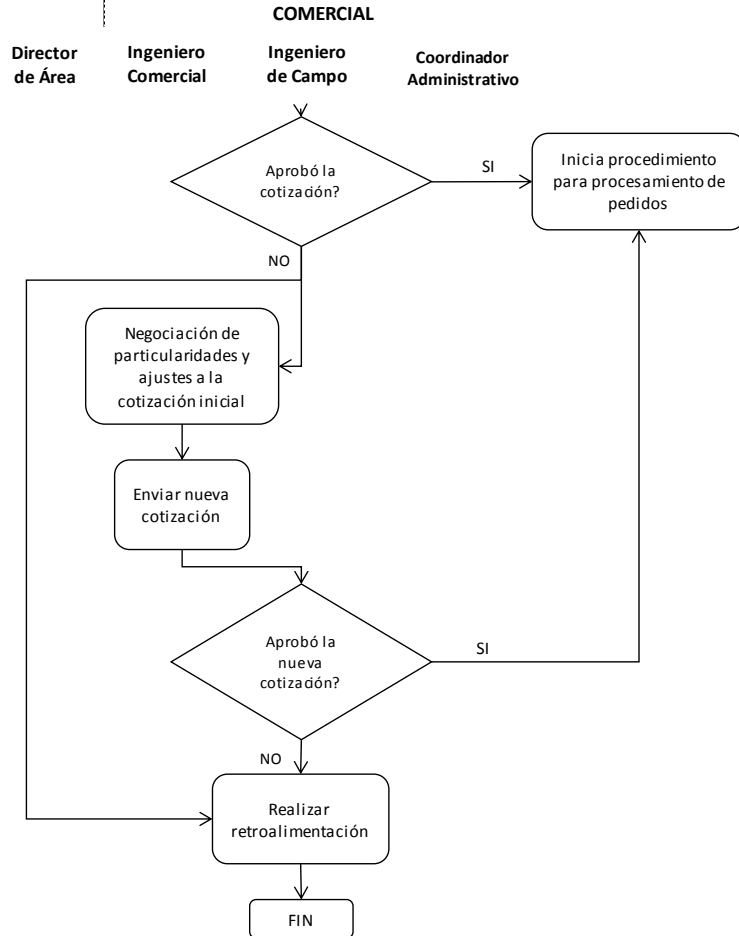 COMERCIAL
Director
de Área
Ingeniero
Comercial
Ingeniero
de Campo
Coordinador
Administrativo
Aprobó la
cotización?
SI
Inicia procedimiento
para procesamiento de
pedidos
NO
Negociación de
particularidades y
ajustes a la
cotización inicial
Enviar nueva
cotización
Aprobó la
nueva
cotización?
SI
NO
Realizar
retroalimentación
FIN